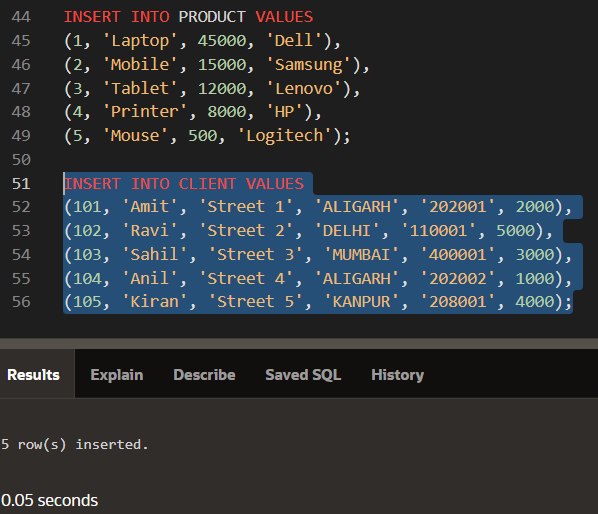 44 INSERT INTO PRODUCT VALUES
45 (1, 'Laptop', 45000, 'Dell'),
46 (2, 'Mobile', 15000, 'Samsung'),
47 (3, 'Tablet', 12000, 'Lenovo'),
48 (4, 'Printer', 8000, 'HP'),
49 (5, 'Mouse', 500, 'Logitech');
50
51 INSERT INTO CLIENT VALUES
52 (101, 'Amit', 'Street 1', 'ALIGARH', '202001', 2000),
53 (102, 'Ravi', 'Street 2', 'DELHI', '110001', 5000),
54 (103, 'Sahil', 'Street 3', 'MUMBAI', '400001', 3000),
55 (104, 'Anil', 'Street 4', 'ALIGARH', '202002', 1000),
56 (105, 'Kiran', 'Street 5', 'KANPUR', '208001', 4000);
Results Explain Describe Saved SQL History
5 row(s) inserted.
0.05 seconds